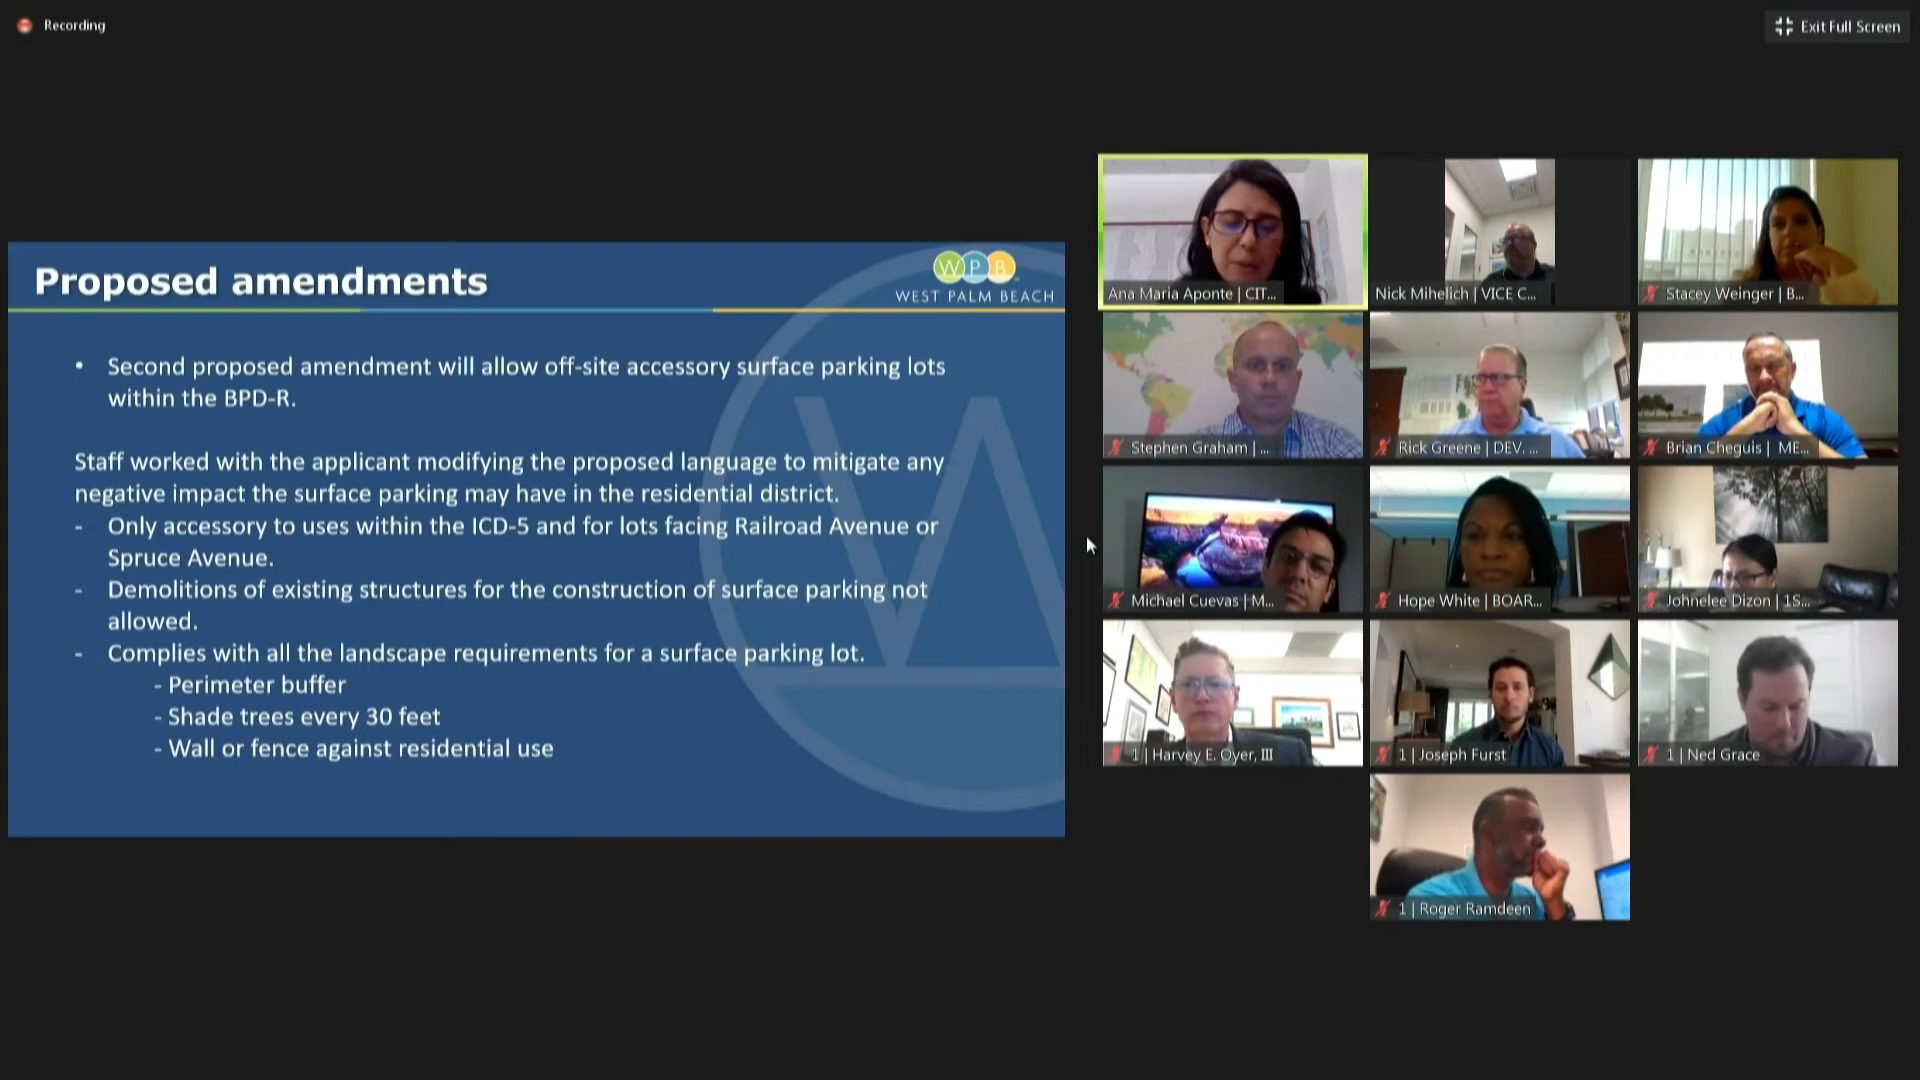 Recording
Exit Full Screen
Proposed amendments
WPB
WEST PALM BEACH
• Second proposed amendment will allow off-site accessory surface parking lots
within the BPD-R.
Staff worked with the applicant modifying the proposed language to mitigate any
negative impact the surface parking may have in the residential district.
- Only accessory to uses within the ICD-5 and for lots facing Railroad Avenue or
Spruce Avenue.
- Demolitions of existing structures for the construction of surface parking not
allowed.
- Complies with all the landscape requirements for a surface parking lot.
- Perimeter buffer
- Shade trees every 30 feet
- Wall or fence against residential use
Ana Maria Aponte | CIT...
Nick Mihelich | VICE C...
Stacey Weinger | B...
Stephen Graham | ...
Rick Greene | DEV. ...
Brian Cheguis | ME...
Michael Cuevas | M...
Hope White | BOAR...
Johnelee Dizon | 1S...
1 | Harvey E. Oyer, III
1 | Joseph Furst
1 | Ned Grace
1 | Roger Ramdeen